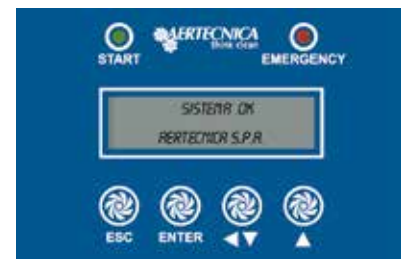 AERTECNICA
think clean
START
EMERGENCY
SISTEMA OK
AERTECNICA S.P.A.
ESC
ENTER